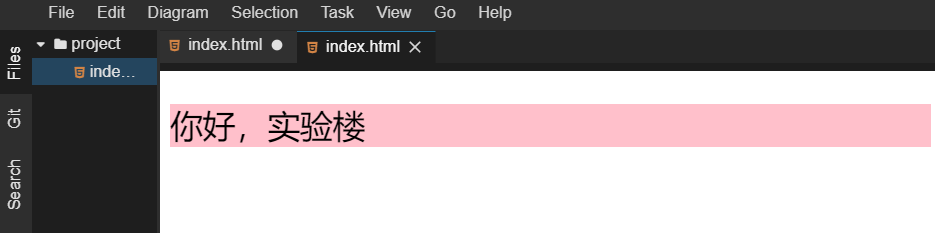 File Edit Diagram Selection Task View Go Help
Files
Git
Search
project
inde...
index.html
index.html
你好，实验楼